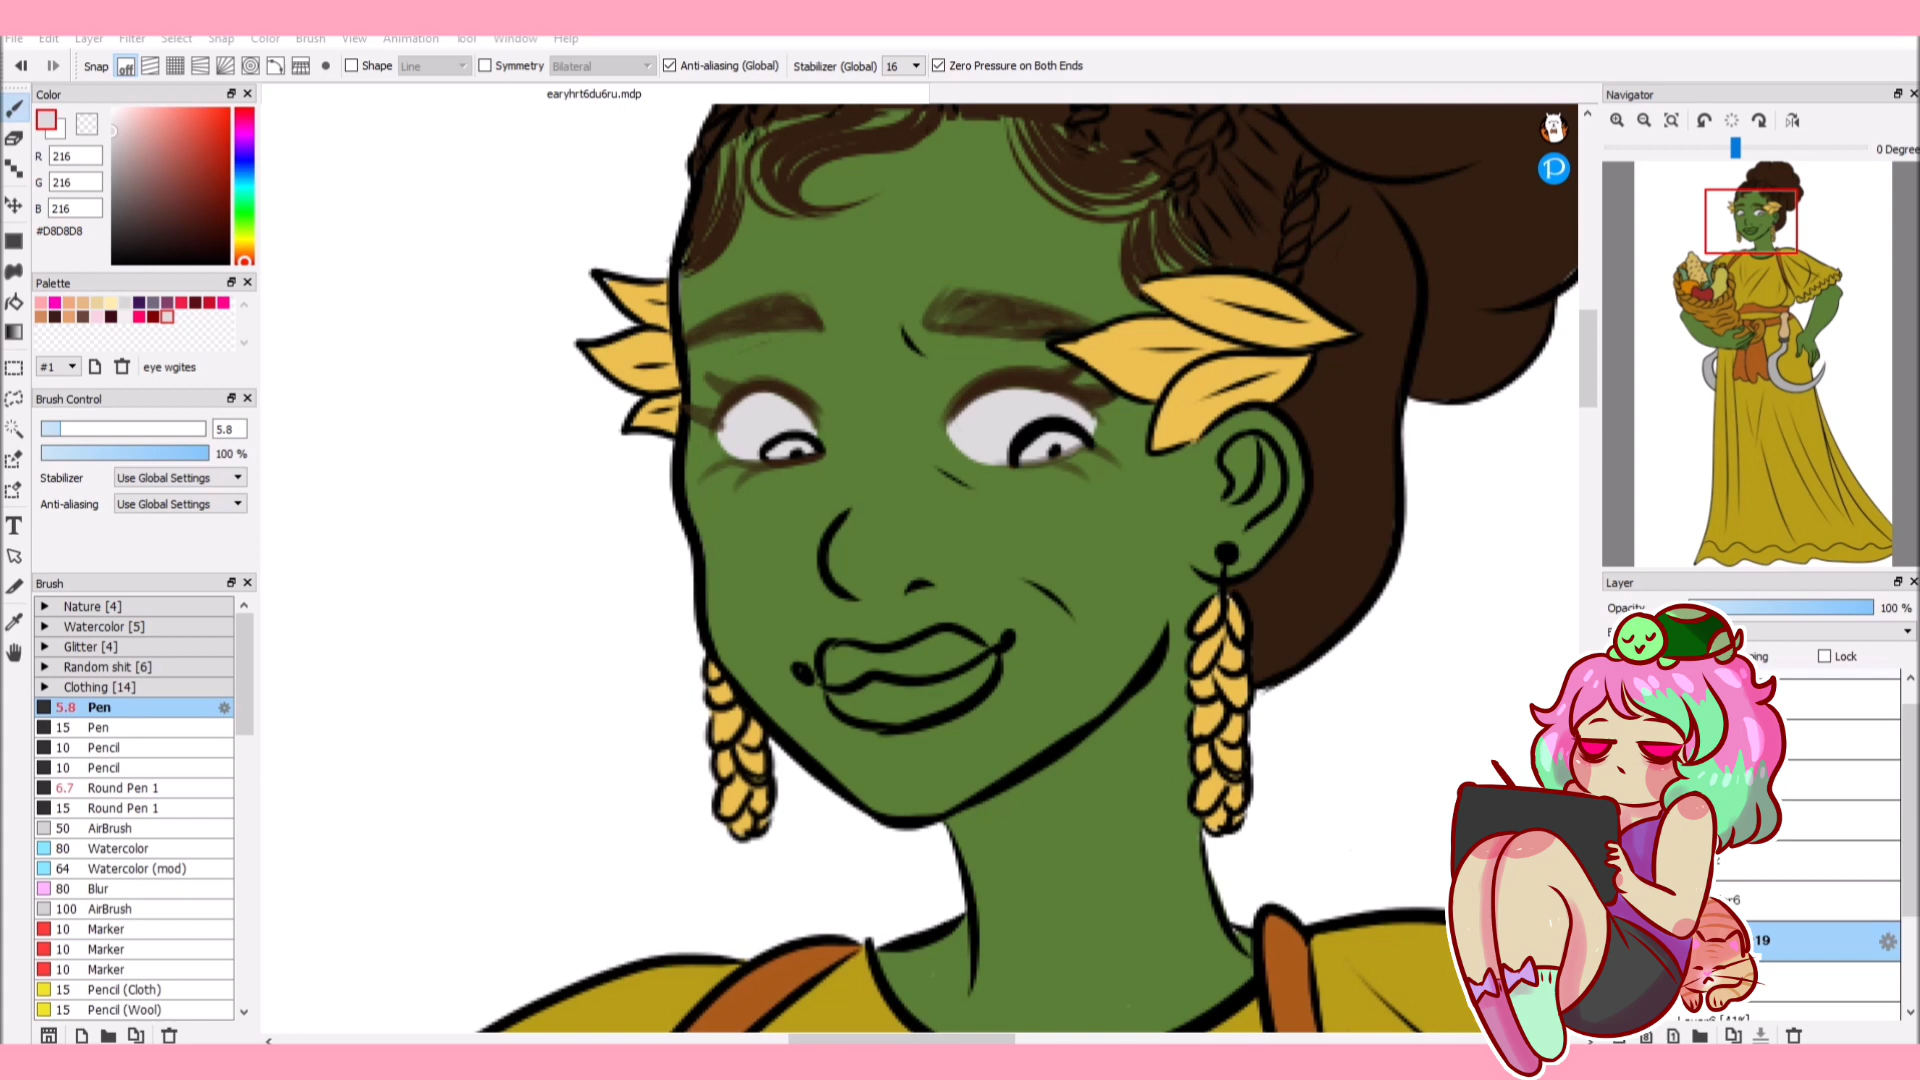 File Edit Layer Filter Select Snap Color Brush View Animation Tool Window Help
Snap off Shape Line Symmetry Bilateral Anti-aliasing (Global) Stabilizer (Global) 16 Zero Pressure on Both Ends
earyhrt6du6ru.mdp
Color
R 216
G 216
B 216
#D8D8D8
Palette
#1 eye wgites
Brush Control
5.8
100 %
Stabilizer Use Global Settings
Anti-aliasing Use Global Settings
Brush
Nature [4]
Watercolor [5]
Glitter [4]
Random shit [6]
Clothing [14]
5.8 Pen
15 Pen
10 Pencil
10 Pencil
6.7 Round Pen 1
15 Round Pen 1
50 AirBrush
80 Watercolor
64 Watercolor (mod)
80 Blur
100 AirBrush
10 Marker
10 Marker
10 Marker
15 Pencil (Cloth)
15 Pencil (Wool)
P
Navigator
0 Degree
Layer
Opacity 100 %
Lock
19